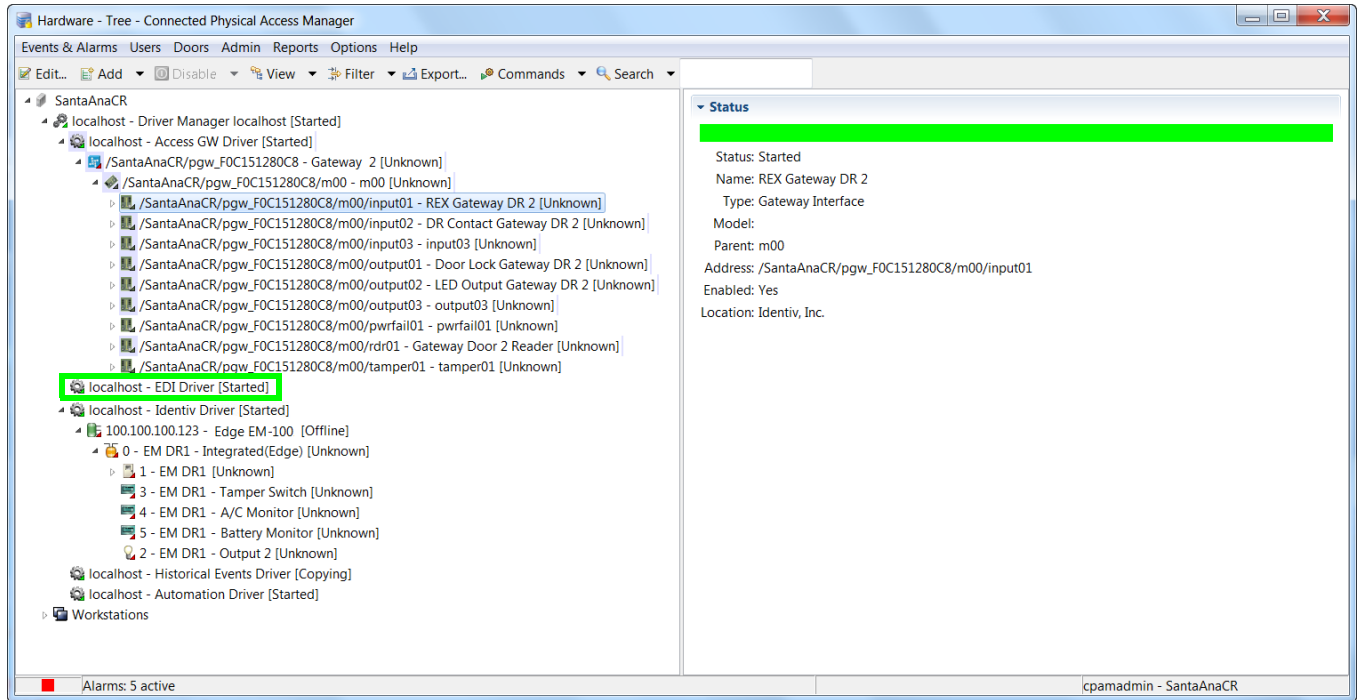 Hardware - Tree - Connected Physical Access Manager
Events & Alarms Users Doors Admin Reports Options Help
Edit... Add Disable View Filter Export... Commands Search
SantaAnaCR
localhost - Driver Manager localhost [Started]
localhost - Access GW Driver [Started]
/SantaAnaCR/pgw_F0C151280C8 - Gateway 2 [Unknown]
/SantaAnaCR/pgw_F0C151280C8/m00 - m00 [Unknown]
/SantaAnaCR/pgw_F0C151280C8/m00/input01 - REX Gateway DR 2 [Unknown]
/SantaAnaCR/pgw_F0C151280C8/m00/input02 - DR Contact Gateway DR 2 [Unknown]
/SantaAnaCR/pgw_F0C151280C8/m00/input03 - input03 [Unknown]
/SantaAnaCR/pgw_F0C151280C8/m00/output01 - Door Lock Gateway DR 2 [Unknown]
/SantaAnaCR/pgw_F0C151280C8/m00/output02 - LED Output Gateway DR 2 [Unknown]
/SantaAnaCR/pgw_F0C151280C8/m00/output03 - output03 [Unknown]
/SantaAnaCR/pgw_F0C151280C8/m00/pwrfail01 - pwrfail01 [Unknown]
/SantaAnaCR/pgw_F0C151280C8/m00/rdr01 - Gateway Door 2 Reader [Unknown]
/SantaAnaCR/pgw_F0C151280C8/m00/tamper01 - tamper01 [Unknown]
localhost - EDI Driver [Started]
localhost - Identiv Driver [Started]
100.100.100.123 - Edge EM-100 [Offline]
0 - EM DR1 - Integrated(Edge) [Unknown]
1 - EM DR1 [Unknown]
3 - EM DR1 - Tamper Switch [Unknown]
4 - EM DR1 - A/C Monitor [Unknown]
5 - EM DR1 - Battery Monitor [Unknown]
2 - EM DR1 - Output 2 [Unknown]
localhost - Historical Events Driver [Copying]
localhost - Automation Driver [Started]
Workstations
Status
Status: Started
Name: REX Gateway DR 2
Type: Gateway Interface
Model:
Parent: m00
Address: /SantaAnaCR/pgw_F0C151280C8/m00/input01
Enabled: Yes
Location: Identiv, Inc.
Alarms: 5 active
cpamadmin - SantaAnaCR